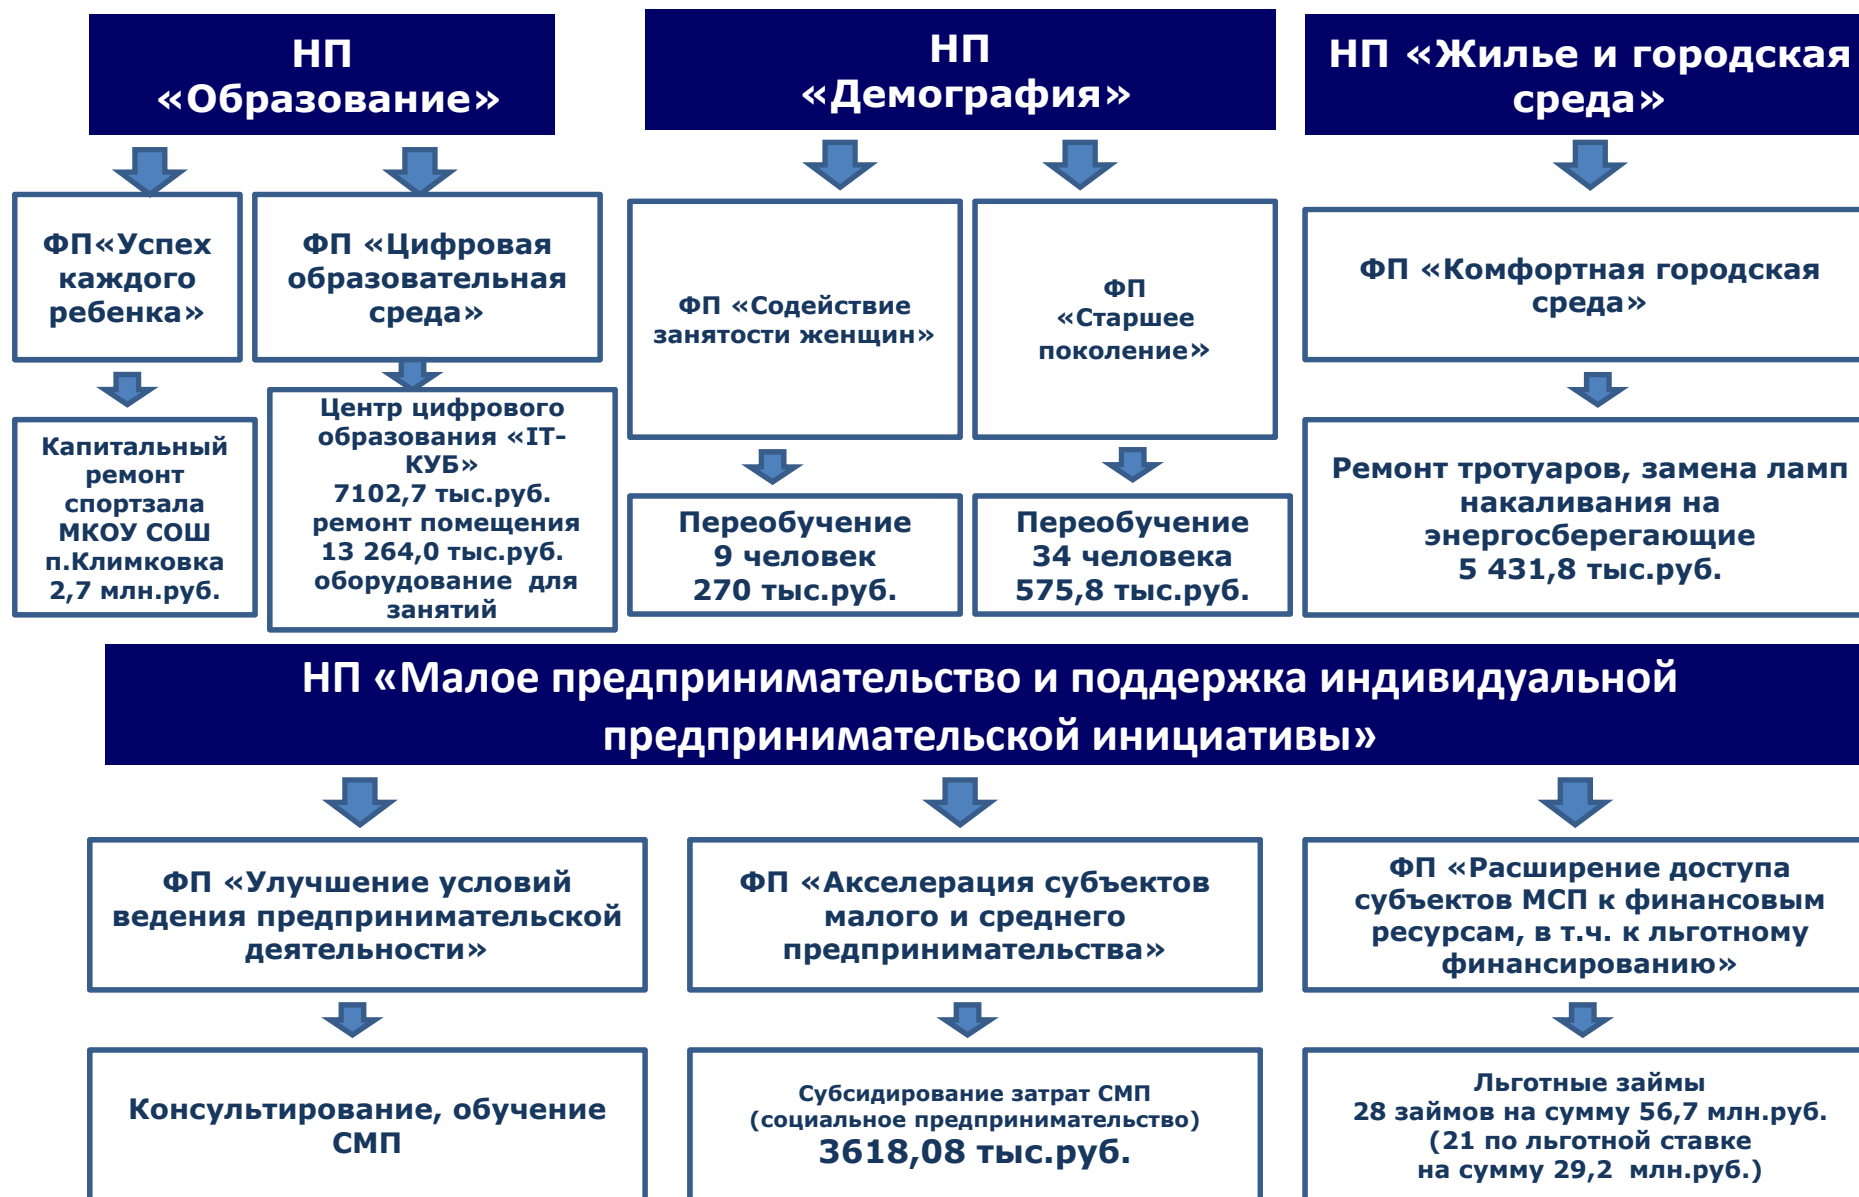 НП
«Образование»
НП
«Демография»
НП «Жилье и городская
среда»
ФП«Успех
каждого
ребенка»
ФП «Цифровая
образовательная
среда»
ФП «Содействие
занятости женщин»
ФП
«Старшее
поколение»
ФП «Комфортная городская
среда»
Капитальный
ремонт
спортзала
МКОУ СОШ
п.Климковка
2,7 млн.руб.
Центр цифрового
образования «IT-
КУБ»
7102,7 тыс.руб.
ремонт помещения
13 264,0 тыс.руб.
оборудование для
занятий
Переобучение
9 человек
270 тыс.руб.
Переобучение
34 человека
575,8 тыс.руб.
Ремонт тротуаров, замена ламп
накаливания на
энергосберегающие
5 431,8 тыс.руб.
НП «Малое предпринимательство и поддержка индивидуальной
предпринимательской инициативы»
ФП «Улучшение условий
ведения предпринимательской
деятельности»
ФП «Акселерация субъектов
малого и среднего
предпринимательства»
ФП «Расширение доступа
субъектов МСП к финансовым
ресурсам, в т.ч. к льготному
финансированию»
Консультирование, обучение
СМП
Субсидирование затрат СМП
(социальное предпринимательство)
3618,08 тыс.руб.
Льготные займы
28 займов на сумму 56,7 млн.руб.
(21 по льготной ставке
на сумму 29,2 млн.руб.)